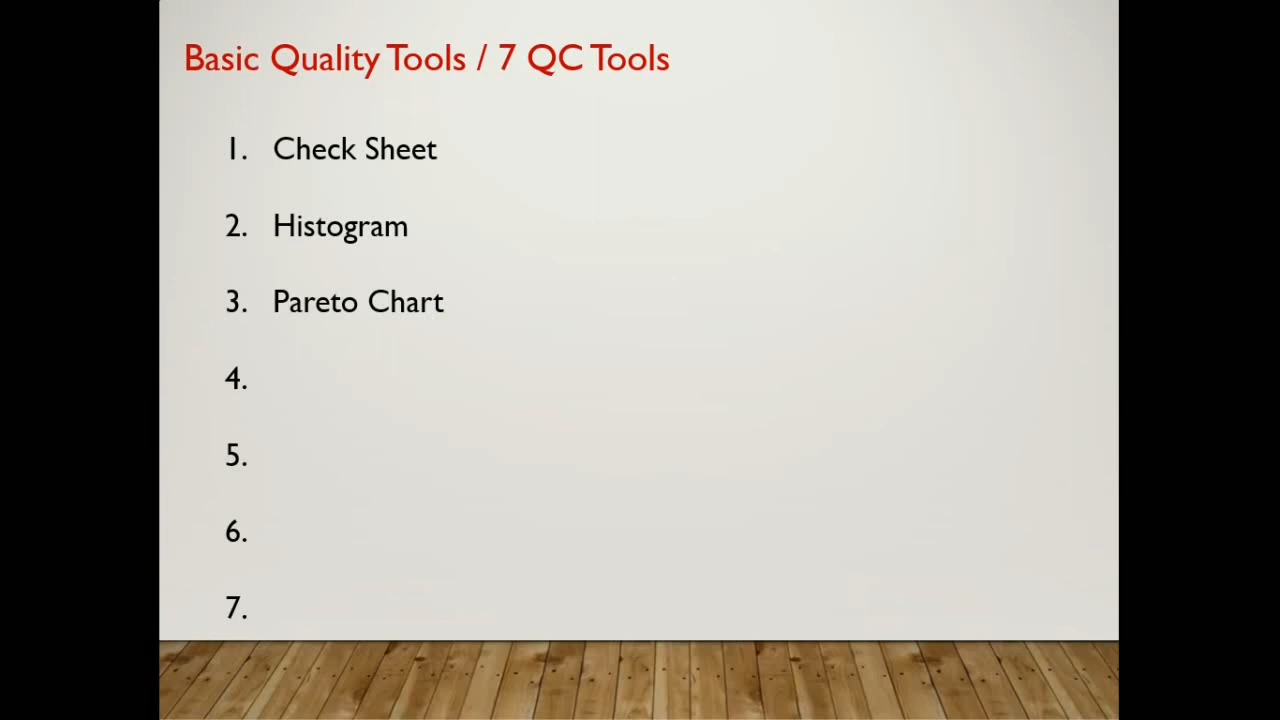 Basic Quality Tools / 7 QC Tools
1. Check Sheet
2. Histogram
3. Pareto Chart
4.
5.
6.
7.